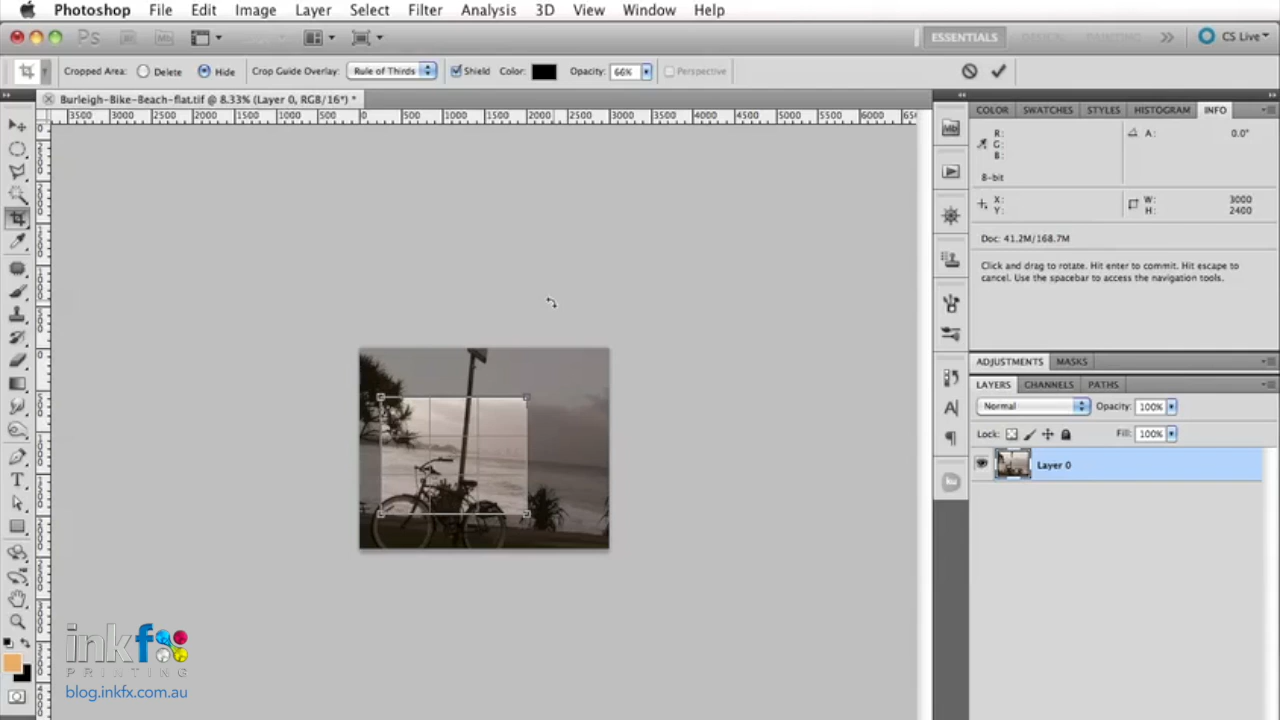 Photoshop File Edit Image Layer Select Filter Analysis 3D View Window Help
Ps Br Mb ESSENTIALS DESIGN PAINTING >> CS Live
Cropped Area: Delete Hide Crop Guide Overlay: Rule of Thirds Shield Color: Opacity: 66% Perspective
Burleigh-Bike-Beach-flat.tif @ 8.33% (Layer 0, RGB/16*) *
3500 3000 2500 2000 1500 1000 500 0 500 1000 1500 2000 2500 3000 3500 4000 4500 5000 5500 6000
COLOR SWATCHES STYLES HISTOGRAM INFO
R:
G:
B:
A: 0.0°
8-bit
X:
Y:
W: 3000
H: 2400
Doc: 41.2M/168.7M
Click and drag to rotate. Hit enter to commit. Hit escape to
cancel. Use the spacebar to access the navigation tools.
ADJUSTMENTS MASKS
LAYERS CHANNELS PATHS
Normal Opacity: 100%
Lock: Fill: 100%
Layer 0
inkfx
PRINTING
blog.inkfx.com.au